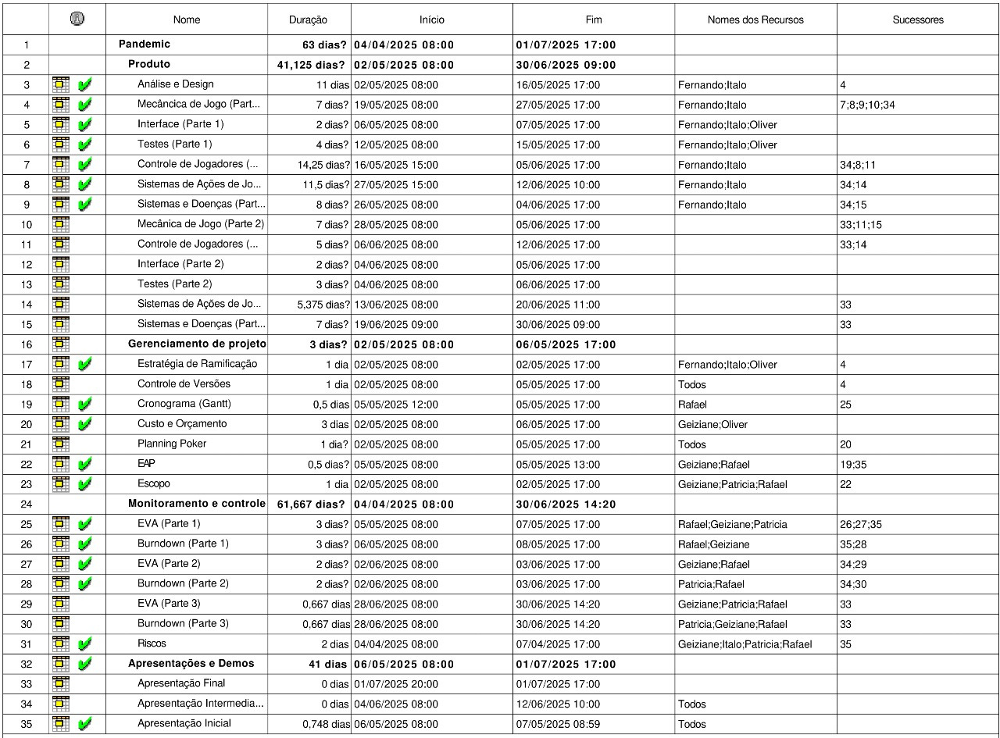 Nome Duração Início Fim Nomes dos Recursos Sucessores
1 Pandemic 63 dias? 04/04/2025 08:00 01/07/2025 17:00
2 Produto 41,125 dias? 02/05/2025 08:00 30/06/2025 09:00
3 Análise e Design 11 dias 02/05/2025 08:00 16/05/2025 17:00 Fernando;Italo 4
4 Mecâncica de Jogo (Part... 7 dias? 19/05/2025 08:00 27/05/2025 17:00 Fernando;Italo 7;8;9;10;34
5 Interface (Parte 1) 2 dias? 06/05/2025 08:00 07/05/2025 17:00 Fernando;Italo;Oliver
6 Testes (Parte 1) 4 dias? 12/05/2025 08:00 15/05/2025 17:00 Fernando;Italo;Oliver
7 Controle de Jogadores (... 14,25 dias? 16/05/2025 15:00 05/06/2025 17:00 Fernando;Italo 34;8;11
8 Sistemas de Ações de Jo... 11,5 dias? 27/05/2025 15:00 12/06/2025 10:00 Fernando;Italo 34;14
9 Sistemas e Doenças (Part... 8 dias? 26/05/2025 08:00 04/06/2025 17:00 Fernando;Italo 34;15
10 Mecânica de Jogo (Parte 2) 7 dias? 28/05/2025 08:00 05/06/2025 17:00 33;11;15
11 Controle de Jogadores (... 5 dias? 06/06/2025 08:00 12/06/2025 17:00 33;14
12 Interface (Parte 2) 2 dias? 04/06/2025 08:00 05/06/2025 17:00
13 Testes (Parte 2) 3 dias? 04/06/2025 08:00 06/06/2025 17:00
14 Sistemas de Ações de Jo... 5,375 dias? 13/06/2025 08:00 20/06/2025 11:00 33
15 Sistemas e Doenças (Part... 7 dias? 19/06/2025 09:00 30/06/2025 09:00 33
16 Gerenciamento de projeto 3 dias? 02/05/2025 08:00 06/05/2025 17:00
17 Estratégia de Ramificação 1 dia 02/05/2025 08:00 02/05/2025 17:00 Fernando;Italo;Oliver 4
18 Controle de Versões 1 dia 02/05/2025 08:00 05/05/2025 17:00 Todos 4
19 Cronograma (Gantt) 0,5 dias 05/05/2025 12:00 05/05/2025 17:00 Rafael 25
20 Custo e Orçamento 3 dias 02/05/2025 08:00 06/05/2025 17:00 Geiziane;Oliver
21 Planning Poker 1 dia? 02/05/2025 08:00 05/05/2025 17:00 Todos 20
22 EAP 0,5 dias? 05/05/2025 08:00 05/05/2025 13:00 Geiziane;Rafael 19;35
23 Escopo 1 dia 02/05/2025 08:00 02/05/2025 17:00 Geiziane;Patricia;Rafael 22
24 Monitoramento e controle 61,667 dias? 04/04/2025 08:00 30/06/2025 14:20
25 EVA (Parte 1) 3 dias? 05/05/2025 08:00 07/05/2025 17:00 Rafael;Geiziane;Patricia 26;27;35
26 Burndown (Parte 1) 3 dias? 06/05/2025 08:00 08/05/2025 17:00 Rafael;Geiziane 35;28
27 EVA (Parte 2) 2 dias? 02/06/2025 08:00 03/06/2025 17:00 Geiziane;Rafael 34;29
28 Burndown (Parte 2) 2 dias? 02/06/2025 08:00 03/06/2025 17:00 Patricia;Rafael 34;30
29 EVA (Parte 3) 0,667 dias 28/06/2025 08:00 30/06/2025 14:20 Geiziane;Patricia;Rafael 33
30 Burndown (Parte 3) 0,667 dias 28/06/2025 08:00 30/06/2025 14:20 Patricia;Geiziane;Rafael 33
31 Riscos 2 dias 04/04/2025 08:00 07/04/2025 17:00 Geiziane;Italo;Patricia;Rafael 35
32 Apresentações e Demos 41 dias 06/05/2025 08:00 01/07/2025 17:00
33 Apresentação Final 0 dias 01/07/2025 20:00 01/07/2025 17:00
34 Apresentação Intermedia... 0 dias 04/06/2025 08:00 12/06/2025 10:00 Todos
35 Apresentação Inicial 0,748 dias 06/05/2025 08:00 07/05/2025 08:59 Todos